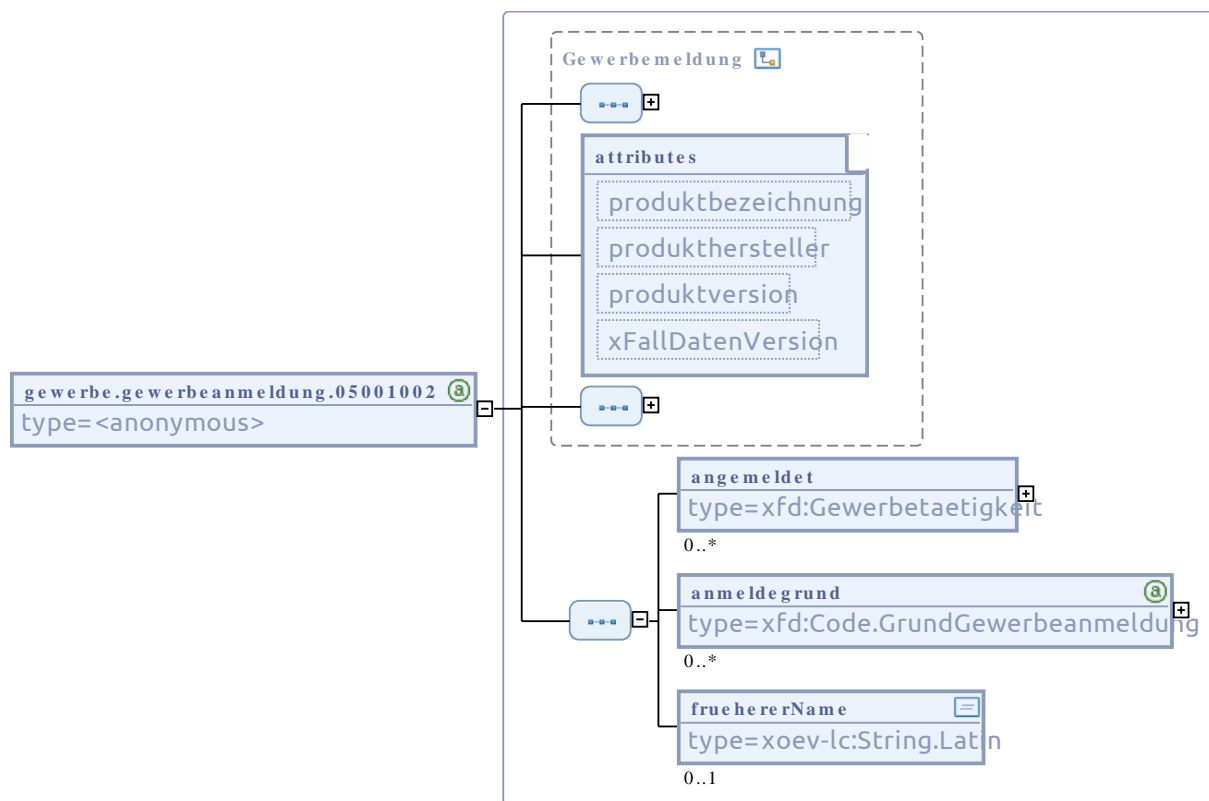 Gewerbemeldung
attributes
produktbezeichnung
produkthersteller
produktversion
xFallDatenVersion
gewerbe.gewerbeanmeldung.05001002 a
type=<anonymous>
angemeldet
type=xfd:Gewerbetaetigkeit
0..*
anmeldegrund a
type=xfd:Code.GrundGewerbeanmeldung
0..*
fruehererName
type=xoev-lc:String.Latin
0..1